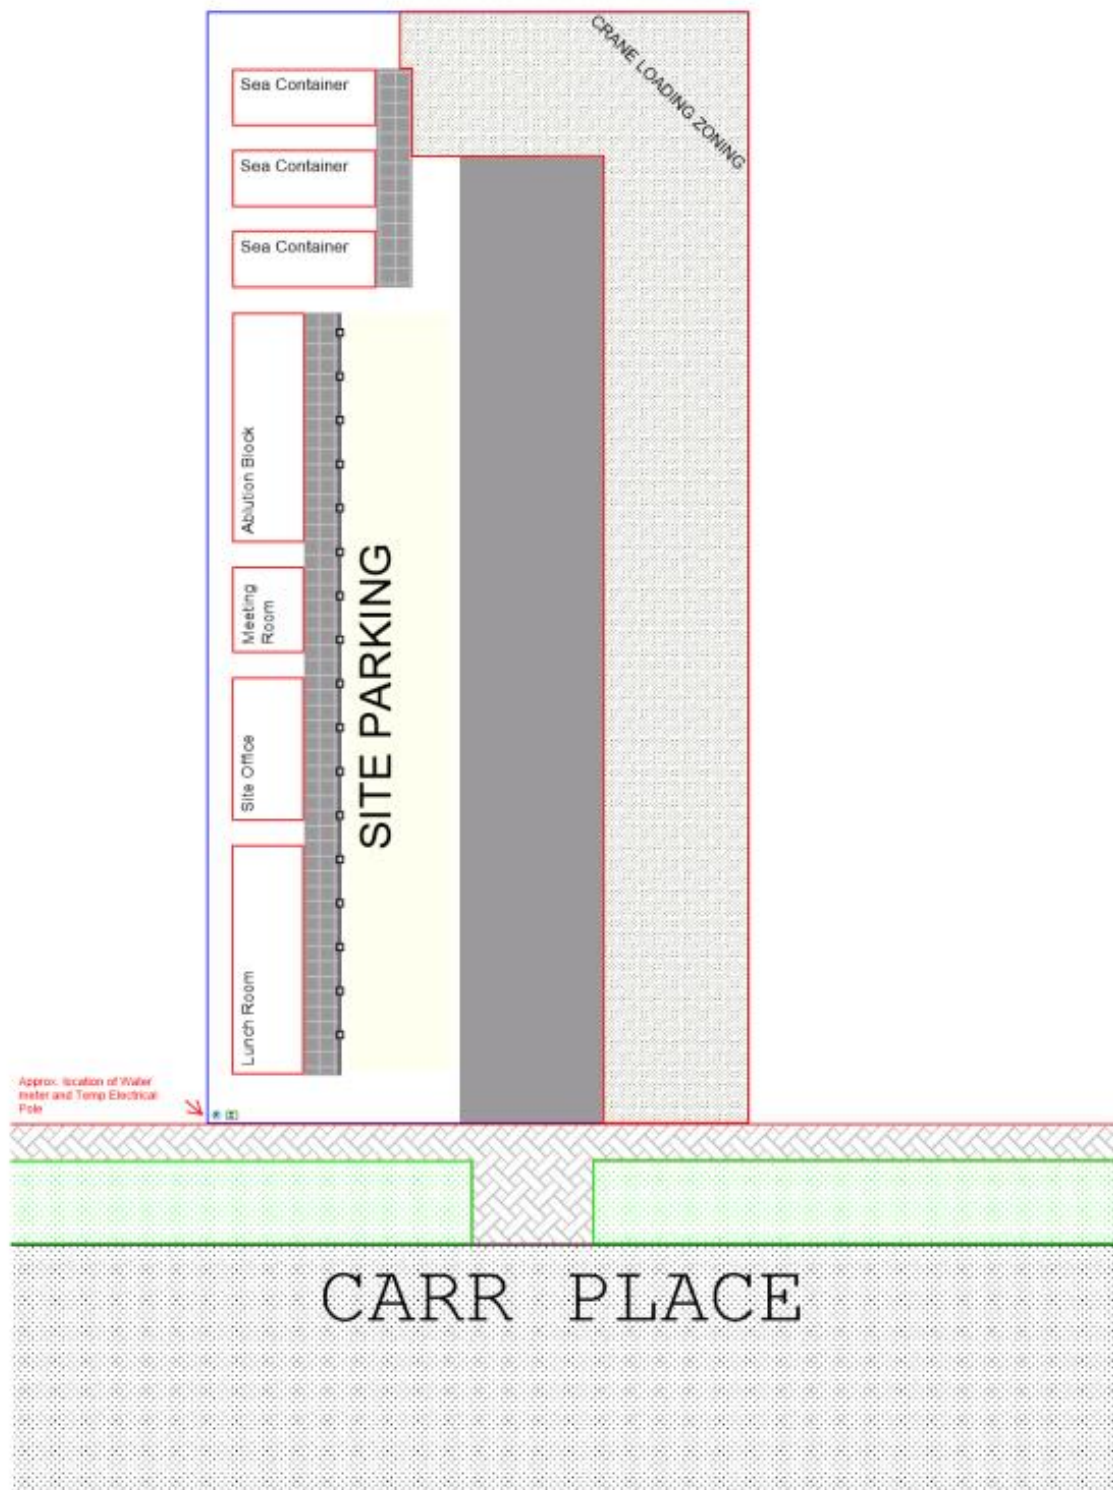 CRANE LOADING ZONING
Sea Container
Sea Container
Sea Container
Ablution Block
Meeting
Room
Site Office
Lunch Room
SITE PARKING
Approx. location of Water
meter and Temp Electrical
Pole
CARR PLACE